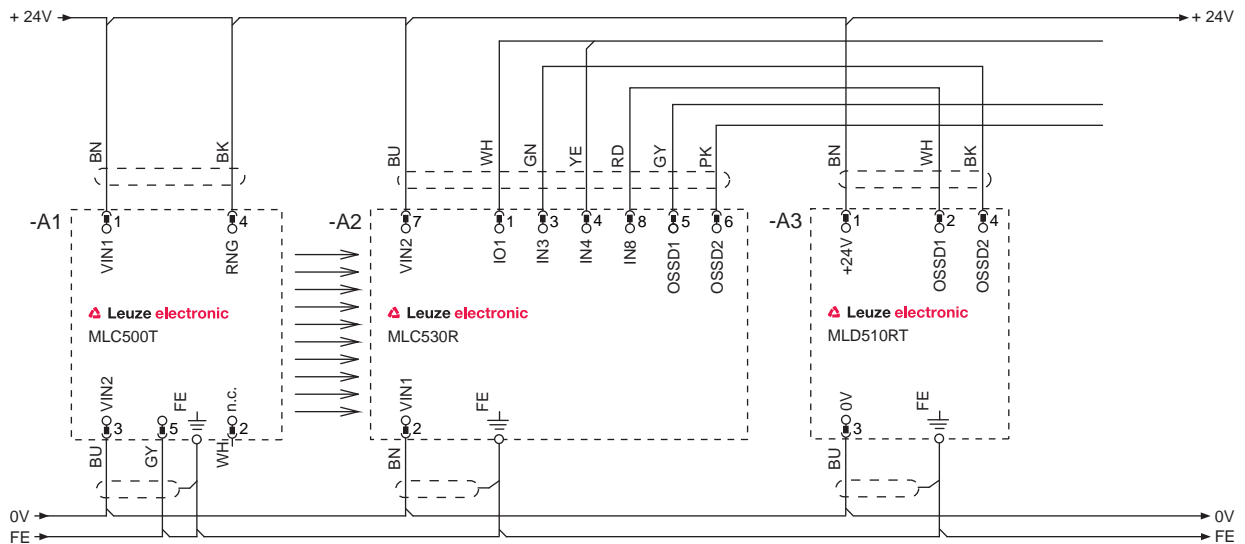 + 24V
+ 24V
BN
BK
BU
WH
GN
YE
RD
GY
PK
BN
WH
BK
-A1
1
4
-A2
7
1
3
4
8
5
6
-A3
1
2
4
VIN1
RNG
VIN2
IO1
IN3
IN4
IN8
OSSD1
OSSD2
+24V
OSSD1
OSSD2
Leuze electronic
MLC500T
Leuze electronic
MLC530R
Leuze electronic
MLD510RT
VIN2
FE
n.c.
VIN1
FE
0V
FE
3
5
2
2
3
BU
GY
WH
BN
BU
0V
0V
FE
FE